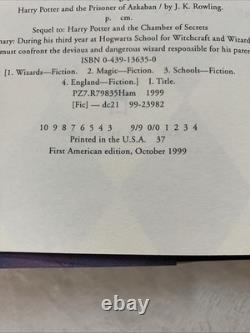 Harry Potter and the Prisoner of Azkaban / by J. K. Rowling.
p. cm.
Sequel to: Harry Potter and the Chamber of Secrets
mary: During his third year at Hogwarts School for Witchcraft and Wizard
must confront the devious and dangerous wizard responsible for his paren
ISBN 0-439-13635-0
[1. Wizards—Fiction. 2. Magic—Fiction. 3. Schools—Fiction.
4. England—Fiction.] I. Title.
PZ7.R79835Ham 1999
[Fic] — dc21 99-23982
10 9 8 7 6 5 4 3 9/9 0/0 1 2 3 4
Printed in the U.S.A. 37
First American edition, October 1999